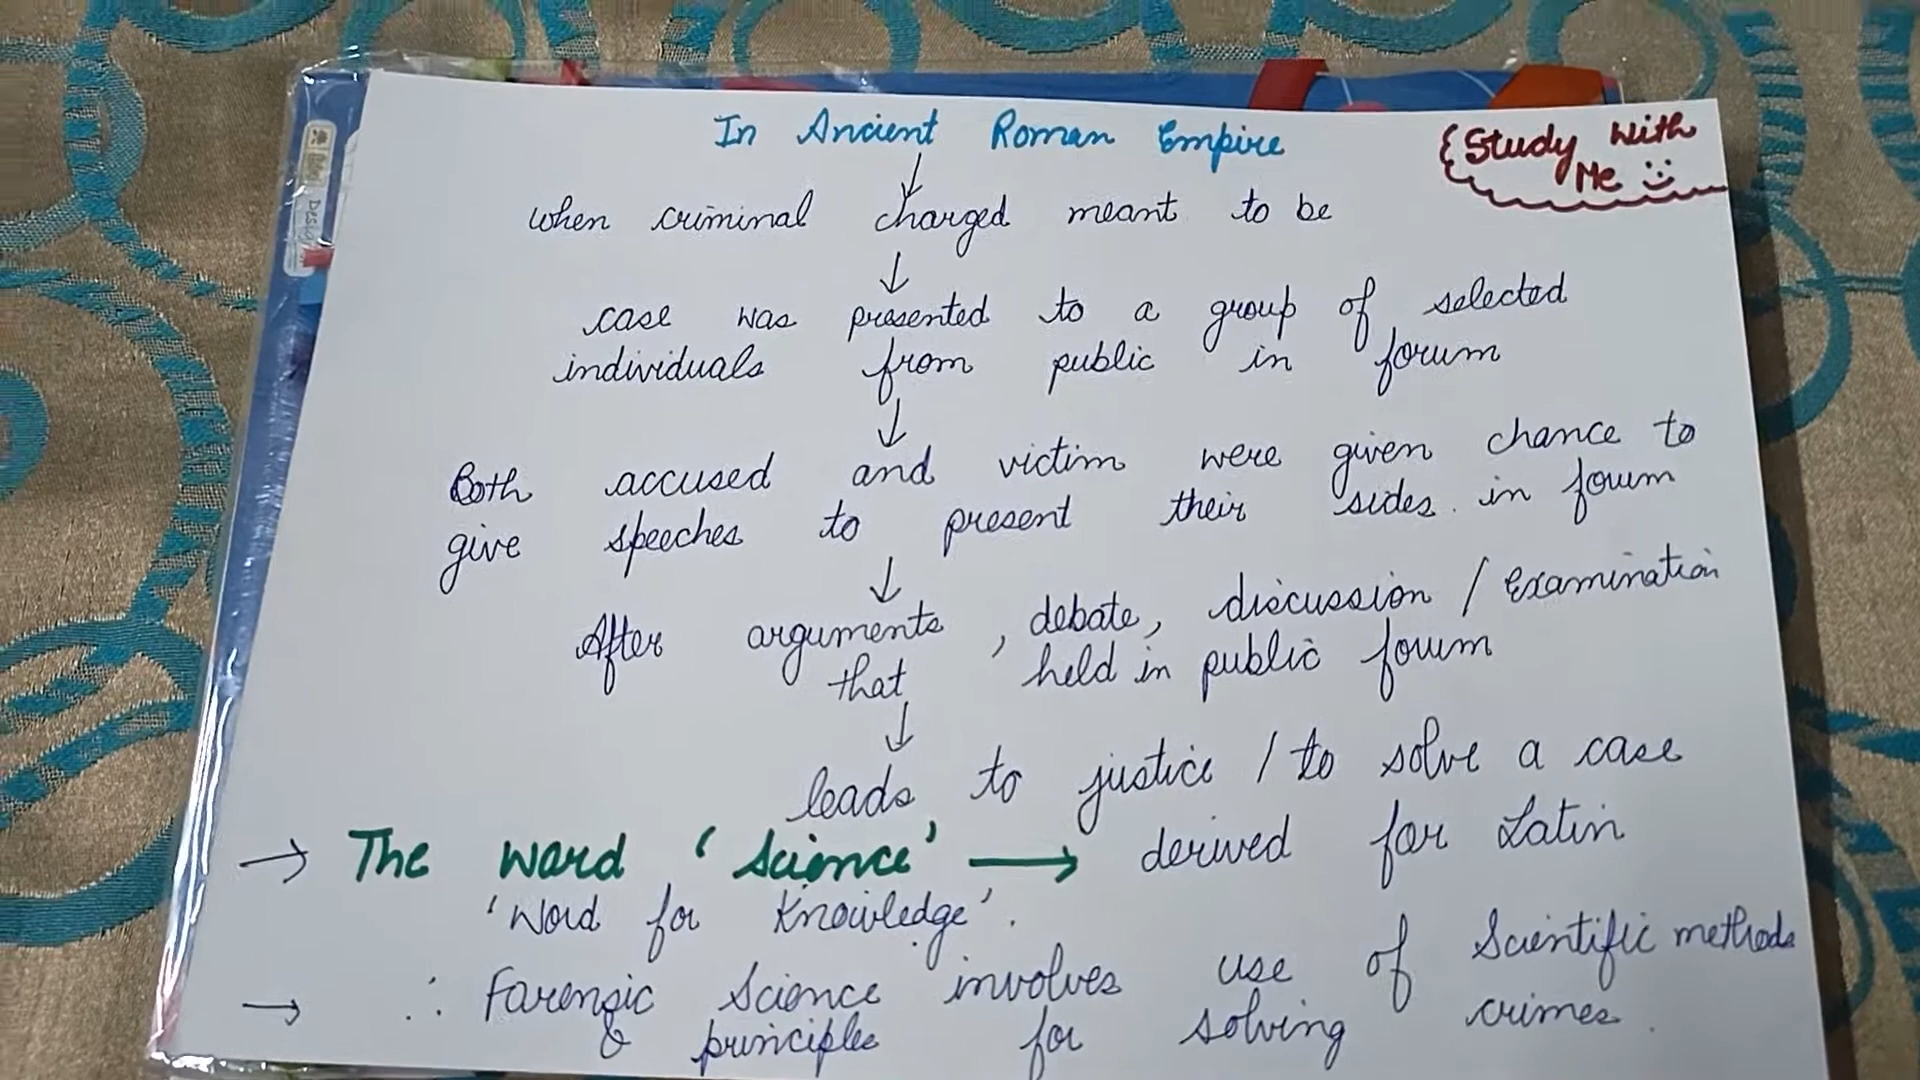 In Ancient Roman Empire
{Study With
Me
↓
when criminal charged meant to be
↓
case was presented to a group of selected
individuals from public in forum
↓
Both accused and victim were given chance to
give speeches to present their sides. in forum
↓
After arguments, debate, discussion / Examination
that held in public forum
↓
leads to justice / to solve a case
→ The word 'Science' → derived for Latin
'Word for Knowledge'.
→ ∴ Forensic Science involves use of Scientific methods
& principles for solving crimes.